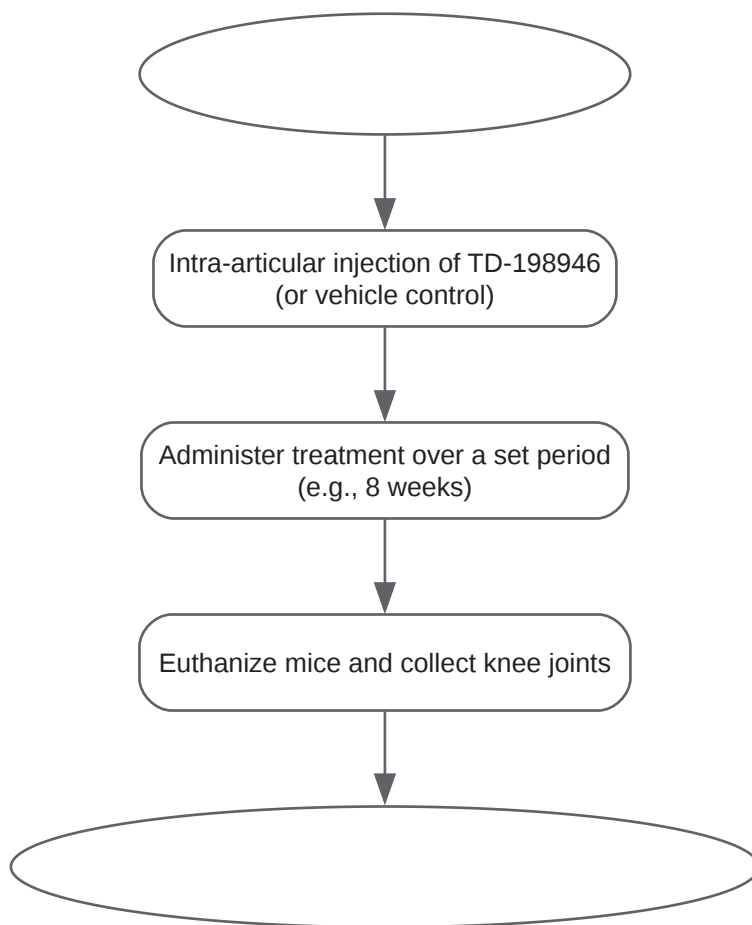 Intra-articular injection of TD-198946
(or vehicle control)
Administer treatment over a set period
(e.g., 8 weeks)
Euthanize mice and collect knee joints